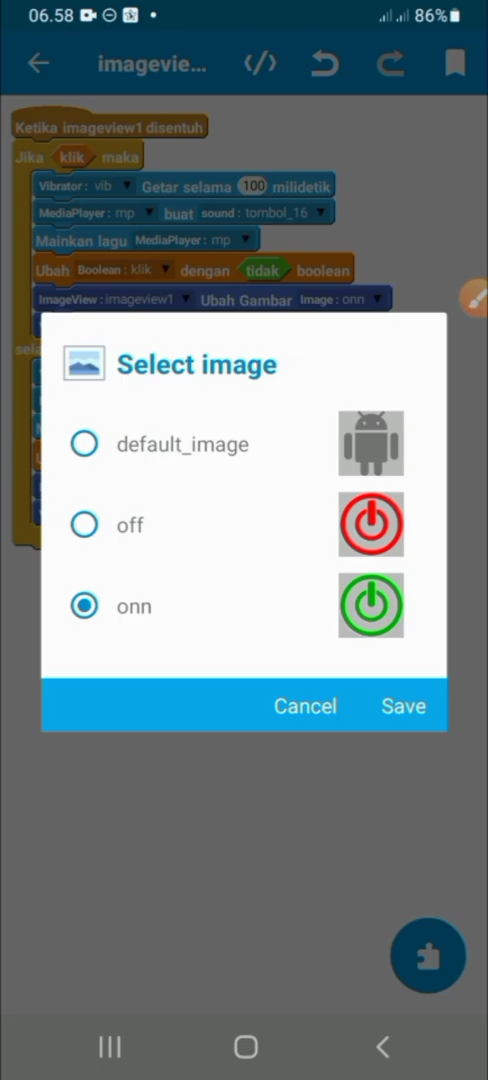 06.58 86%
imagevie...
Ketika imageview1 disentuh
Jika klik maka
Vibrator : vib Getar selama 100 milidetik
MediaPlayer : mp buat sound : tombol_16
Mainkan lagu MediaPlayer : mp
Ubah Boolean : klik dengan tidak boolean
ImageView : imageview1 Ubah Gambar Image : onn
Select image
default_image
off
onn
Cancel Save